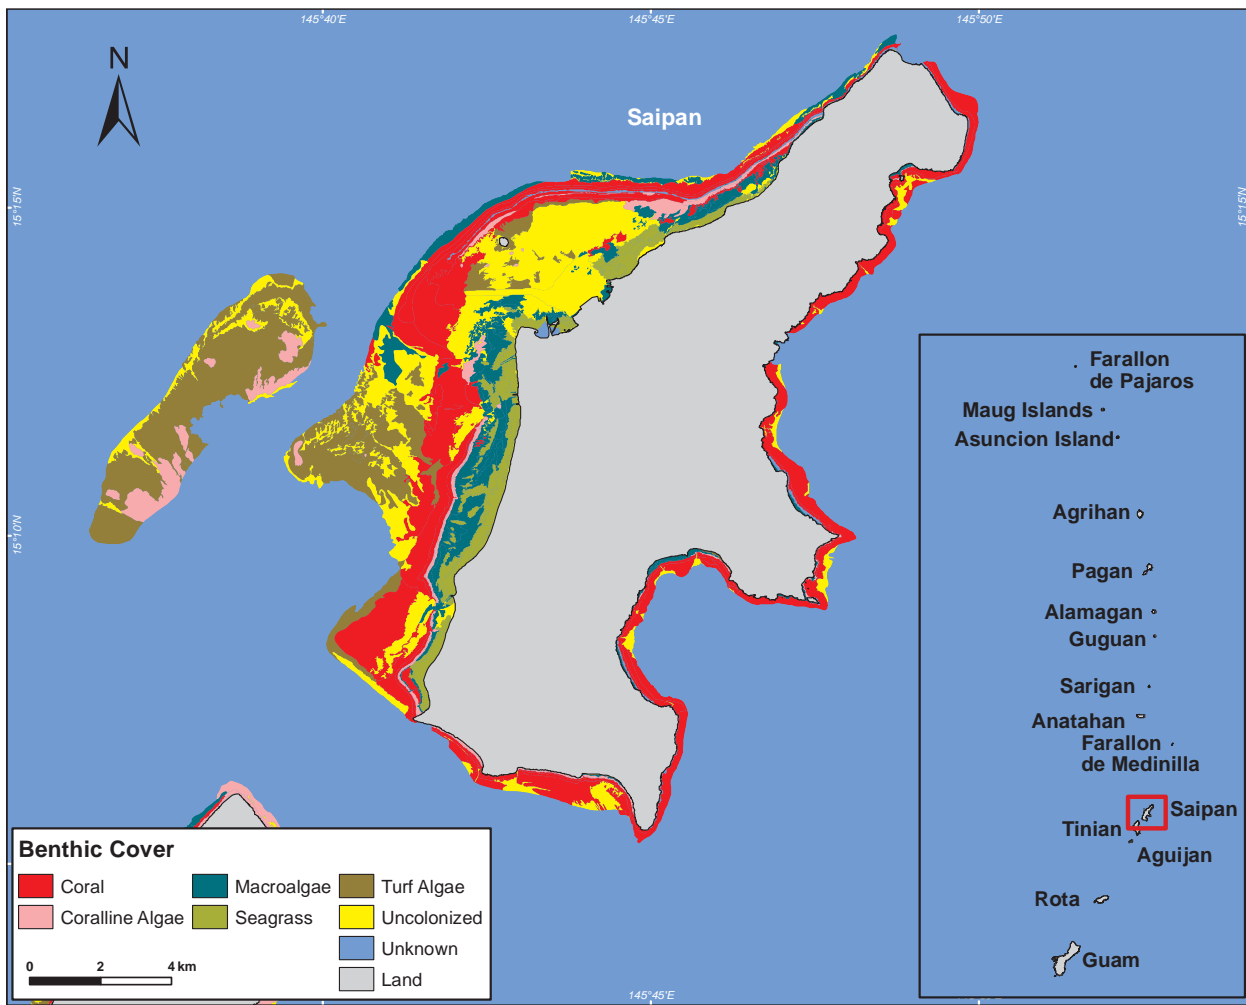 145°40'E
145°45'E
145°50'E
N
Saipan
15°15'N
15°15'N
15°10'N
Farallon
de Pajaros
Maug Islands
Asuncion Island
Agrihan
Pagan
Alamagan
Guguan
Sarigan
Anatahan
Farallon
de Medinilla
Saipan
Tinian
Aguijan
Rota
Guam
Benthic Cover
Coral
Macroalgae
Turf Algae
Coralline Algae
Seagrass
Uncolonized
Unknown
Land
0 2 4 km
145°45'E